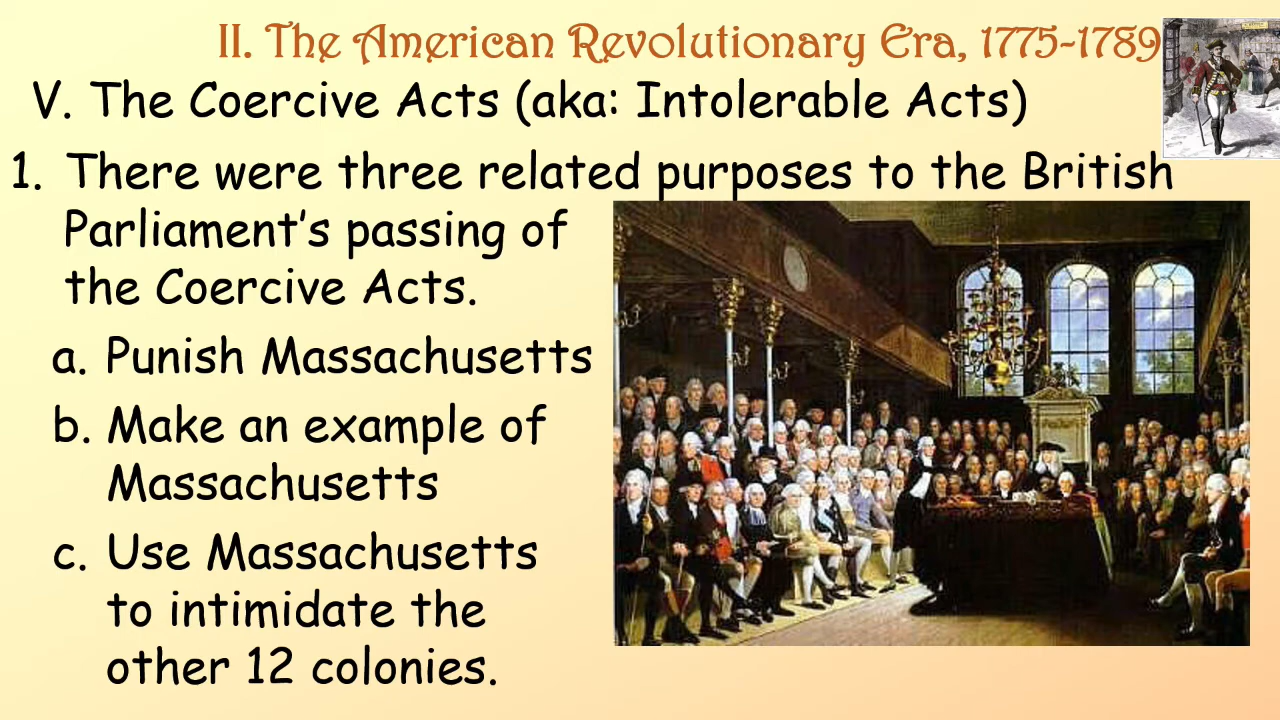 II. The American Revolutionary Era, 1775-1789
V. The Coercive Acts (aka: Intolerable Acts)
1. There were three related purposes to the British
Parliament’s passing of
the Coercive Acts.
a. Punish Massachusetts
b. Make an example of
Massachusetts
c. Use Massachusetts
to intimidate the
other 12 colonies.